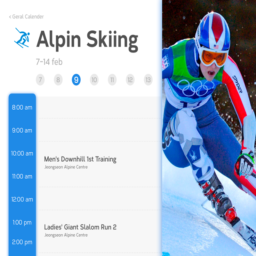 < Sochi Calendar
Alpin Skiing
7-14 feb
7 8 9 10 11 12 13
8:00 am
9:00 am
10:00 am
Men's Downhill 1st Training
Jeongseon Alpine Centre
11:00 am
12:00 am
1:00 pm
Ladies' Giant Slalom Run 2
Jeongseon Alpine Centre
2:00 pm